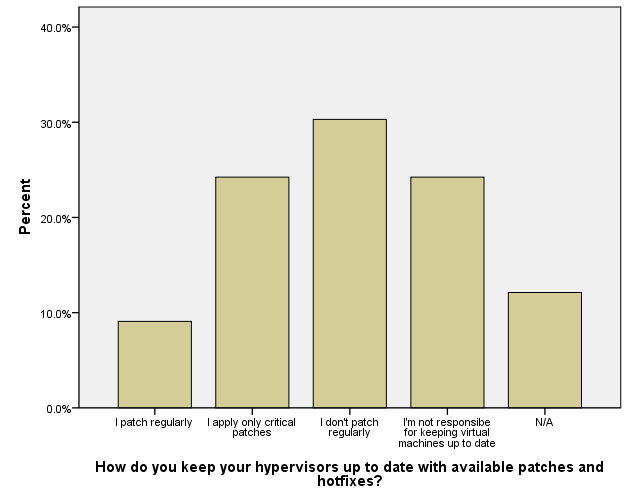 40.0%
30.0%
20.0%
10.0%
0.0%
Percent
I patch regularly
I apply only critical
patches
I don't patch
regularly
I'm not responsibe
for keeping virtual
machines up to date
N/A
How do you keep your hypervisors up to date with available patches and
hotfixes?